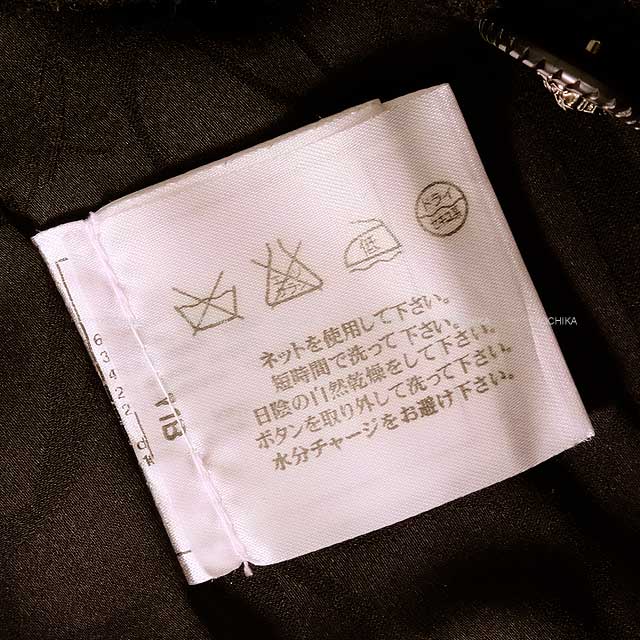 ドライ
低
ネットを使用して下さい。
短時間で洗って下さい。
日陰の自然乾燥をして下さい。
ボタンを取り外して洗って下さい。
水分チャージをお避け下さい。
63422
CHIKA